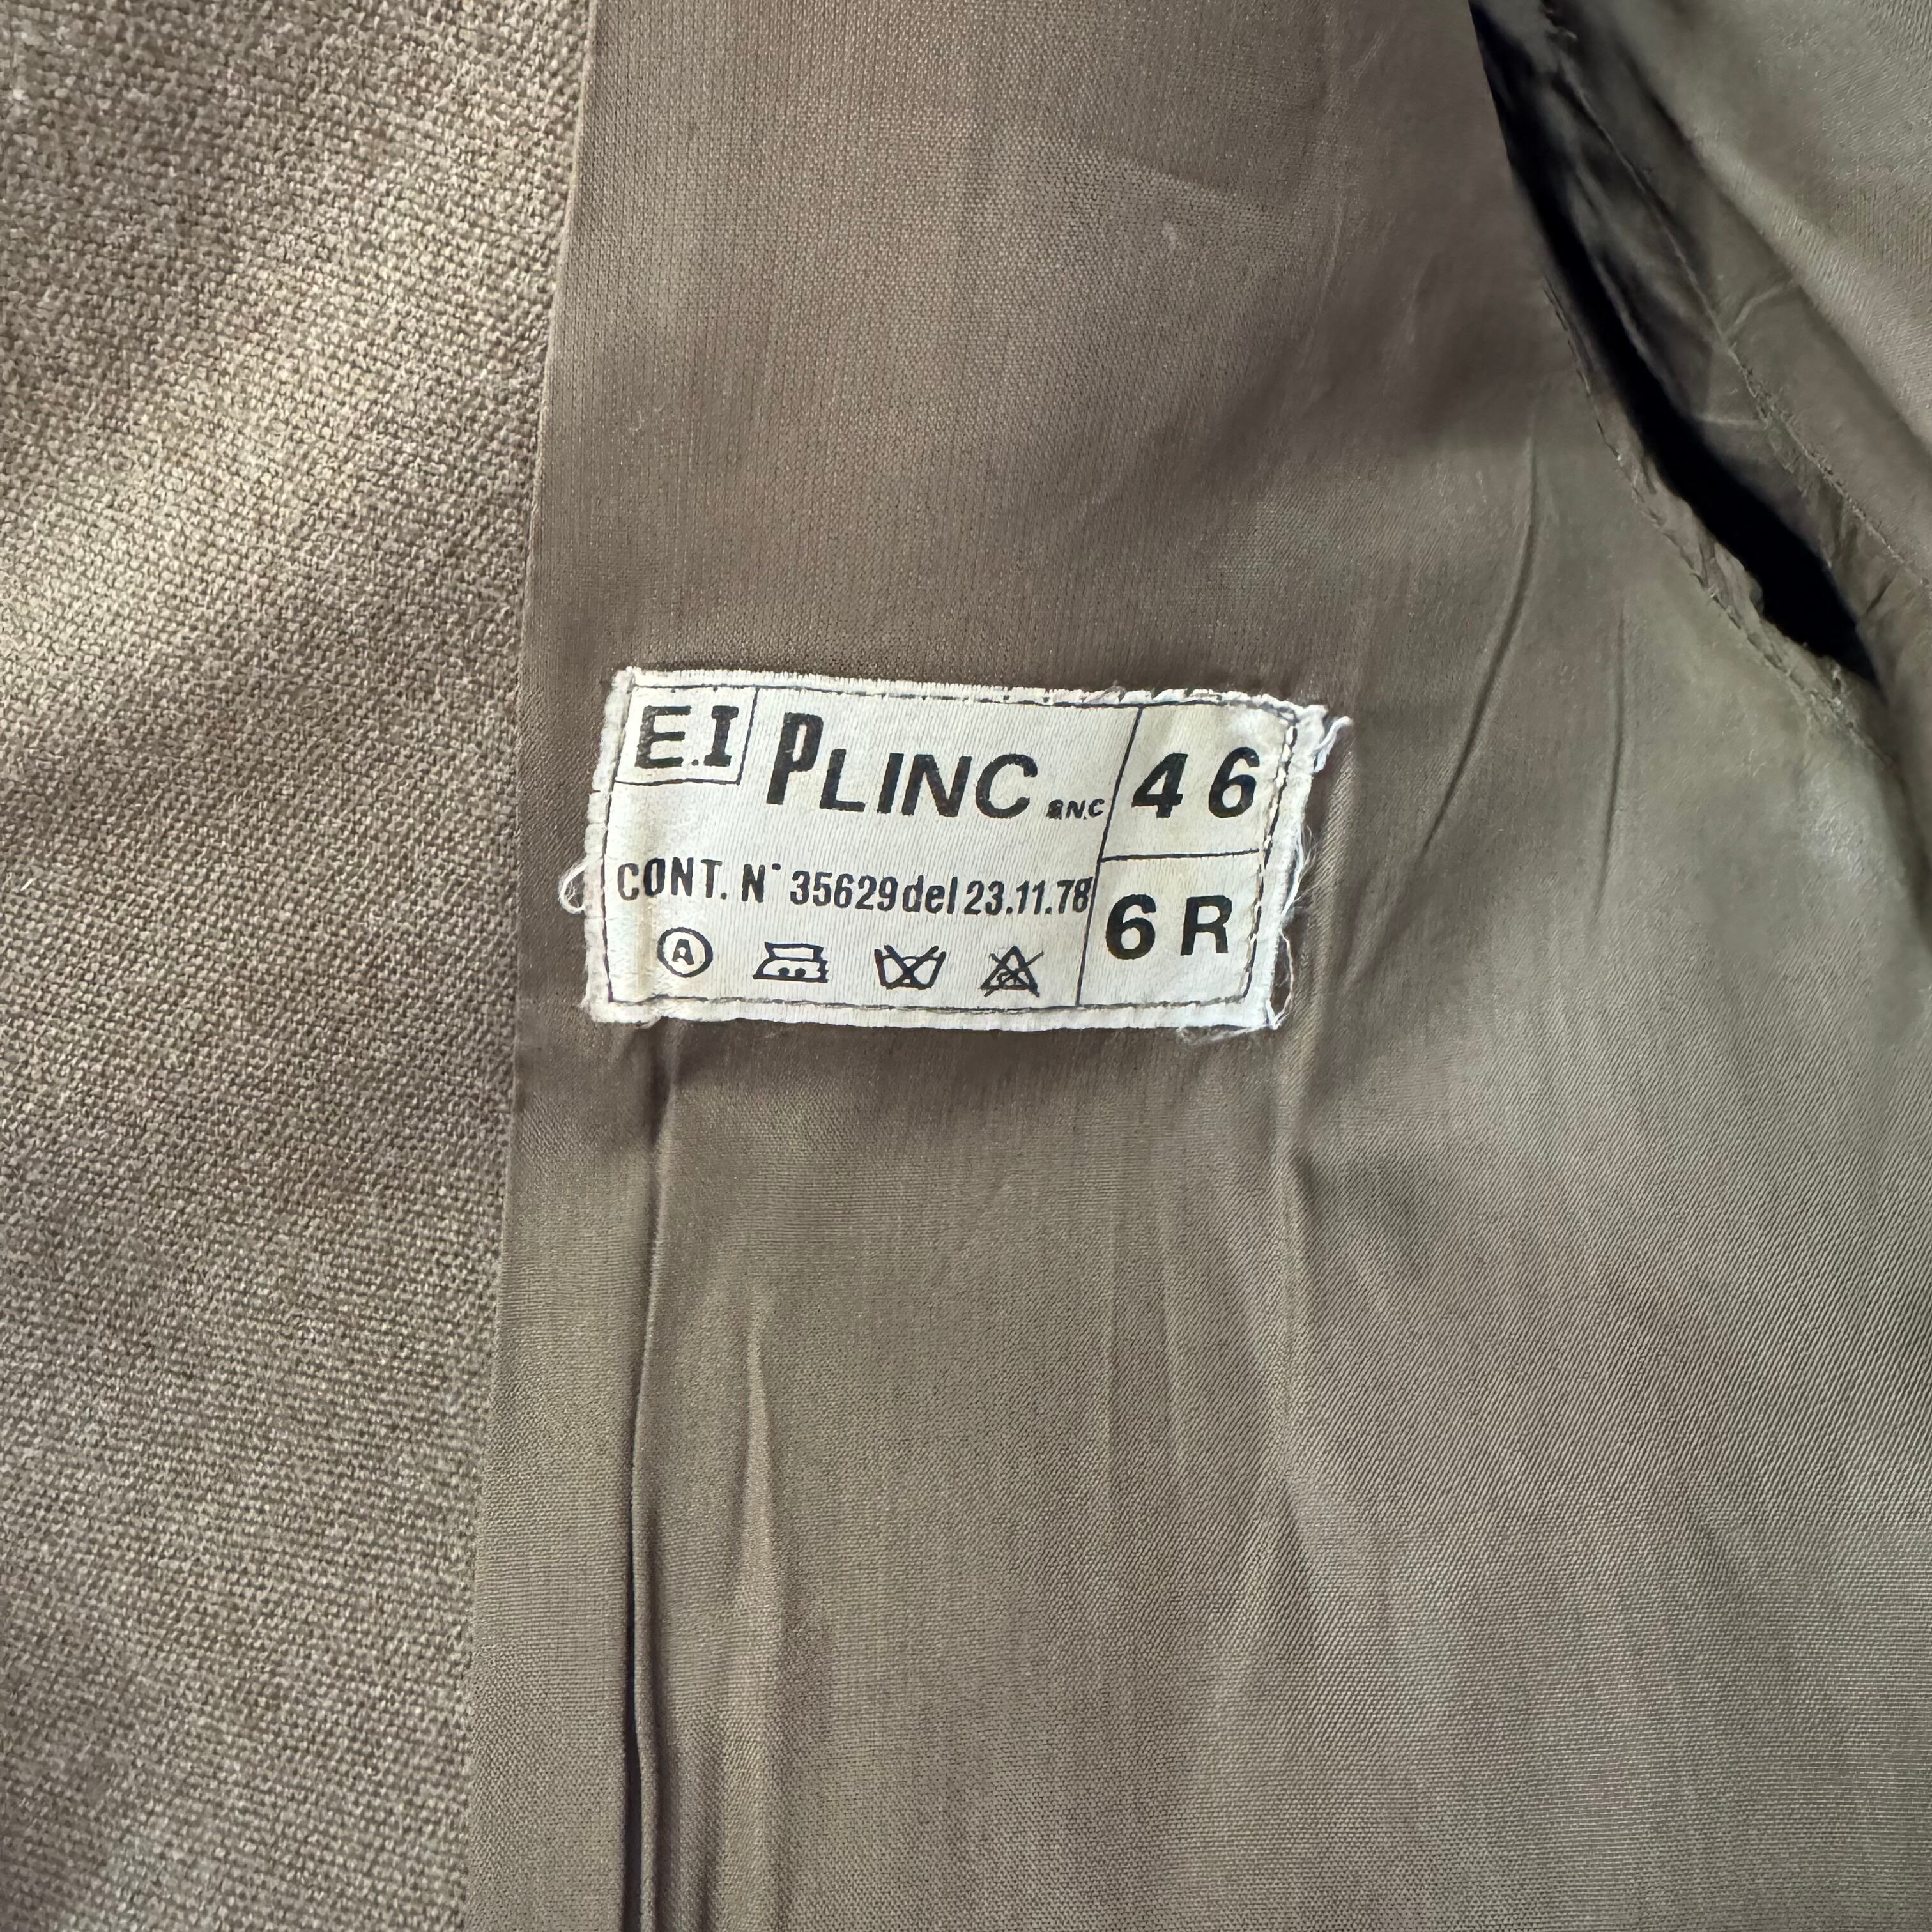 E.I PLINC S.N.C 46
CONT. N° 35629 del 23.11.78
6R
A